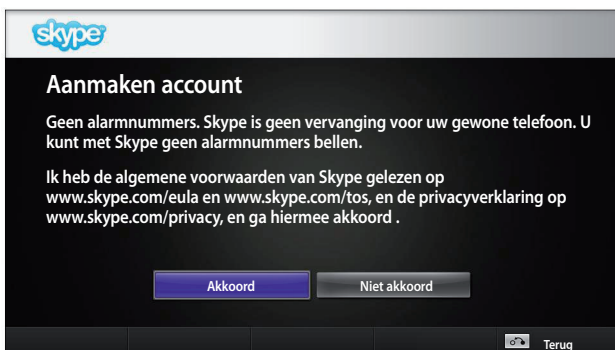 skype
Aanmaken account
Geen alarmnummers. Skype is geen vervanging voor uw gewone telefoon. U
kunt met Skype geen alarmnummers bellen.
Ik heb de algemene voorwaarden van Skype gelezen op
www.skype.com/eula en www.skype.com/tos, en de privacyverklaring op
www.skype.com/privacy, en ga hiermee akkoord .
Akkoord
Niet akkoord
Terug